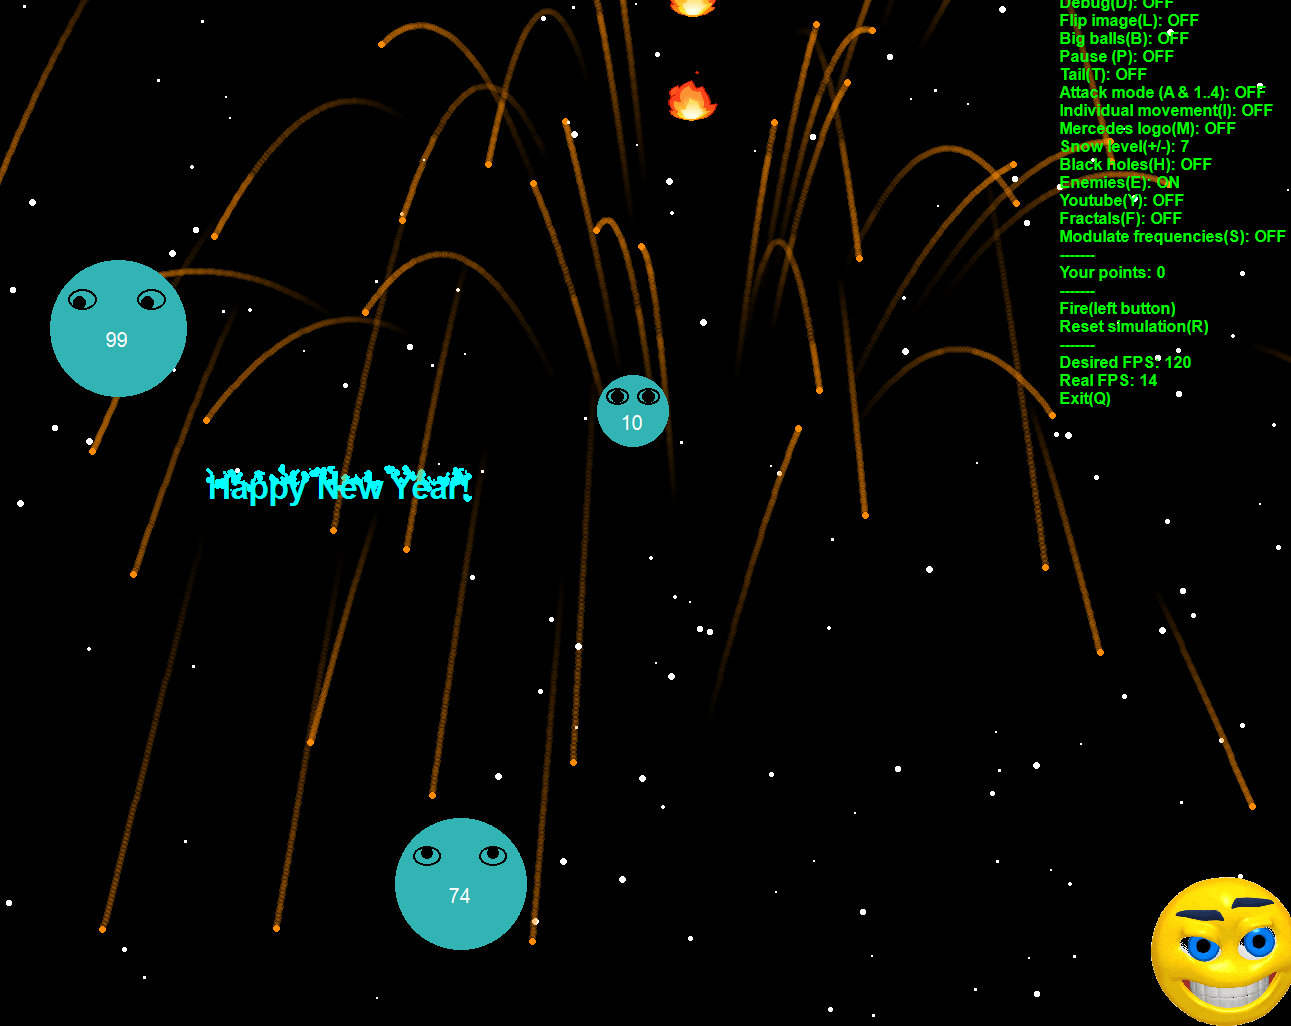 Debug(D): OFF
Flip image(L): OFF
Big balls(B): OFF
Pause (P): OFF
Tail(T): OFF
Attack mode (A & 1..4): OFF
Individual movement(I): OFF
Mercedes logo(M): OFF
Snow level(+/-): 7
Black holes(H): OFF
Enemies(E): ON
Youtube(Y): OFF
Fractals(F): OFF
Modulate frequencies(S): OFF
-------
Your points: 0
-------
Fire(left button)
Reset simulation(R)
-------
Desired FPS: 120
Real FPS: 14
Exit(Q)
99
10
Happy New Year!
74